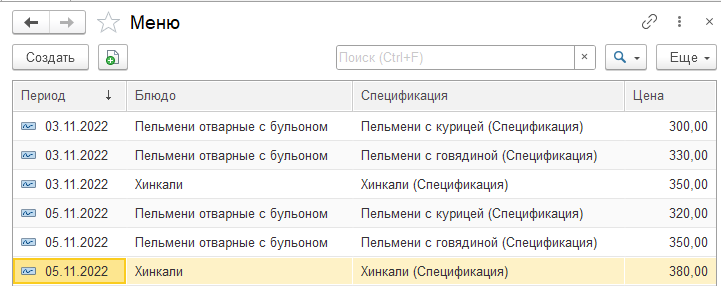 Меню
Создать Поиск (Ctrl+F) × Еще
Период ↓ Блюдо Спецификация Цена
03.11.2022 Пельмени отварные с бульоном Пельмени с курицей (Спецификация) 300,00
03.11.2022 Пельмени отварные с бульоном Пельмени с говядиной (Спецификация) 330,00
03.11.2022 Хинкали Хинкали (Спецификация) 350,00
05.11.2022 Пельмени отварные с бульоном Пельмени с курицей (Спецификация) 320,00
05.11.2022 Пельмени отварные с бульоном Пельмени с говядиной (Спецификация) 350,00
05.11.2022 Хинкали Хинкали (Спецификация) 380,00